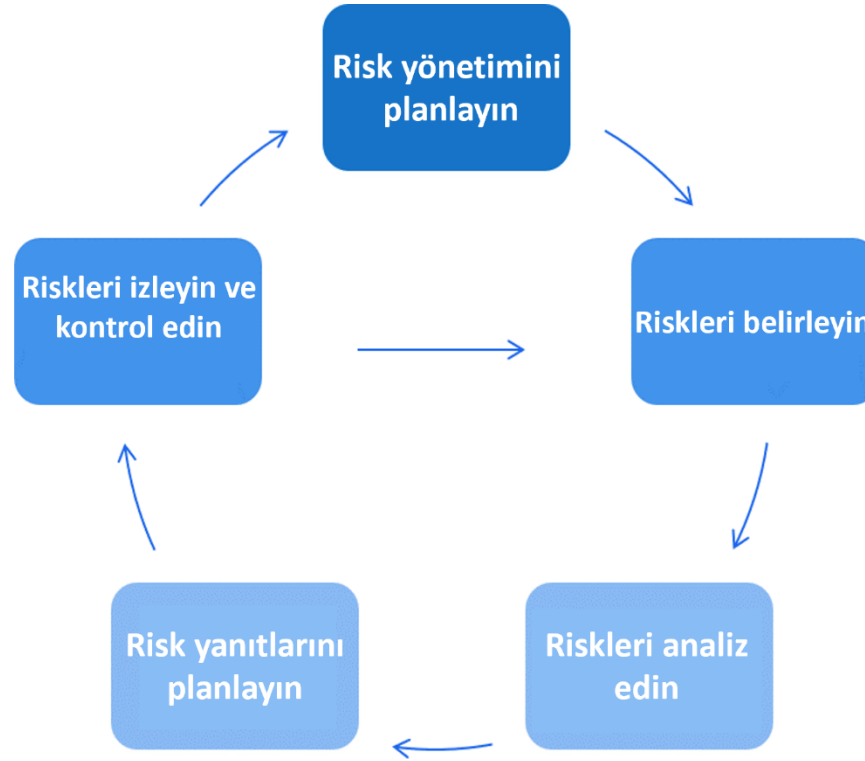 Risk yönetimini
planlayın
Riskleri izleyin ve
kontrol edin
Riskleri belirleyin
Riskleri analiz
edin
Risk yanıtlarını
planlayın